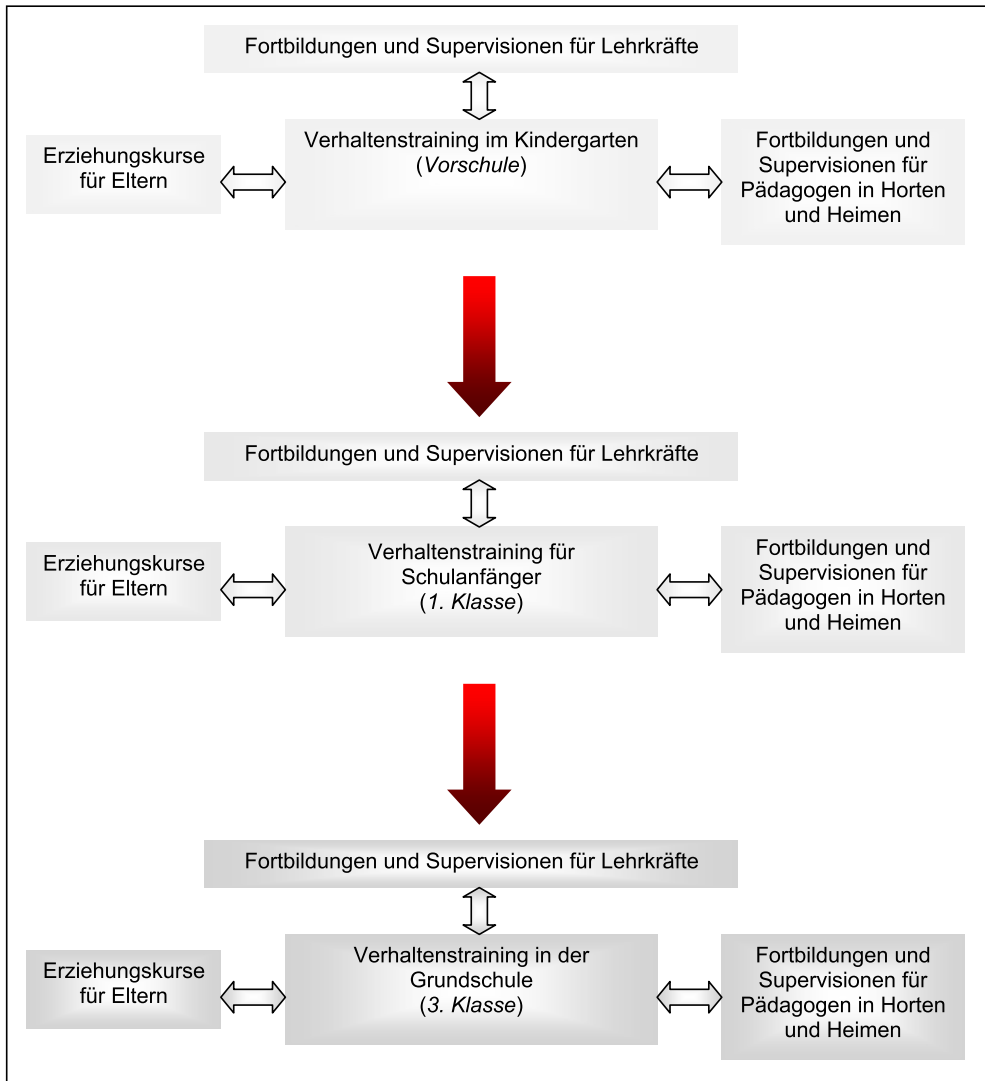 Fortbildungen und Supervisionen für Lehrkräfte
Erziehungskurse
für Eltern
Verhaltenstraining im Kindergarten
(Vorschule)
Fortbildungen und
Supervisionen für
Pädagogen in Horten
und Heimen
Fortbildungen und Supervisionen für Lehrkräfte
Erziehungskurse
für Eltern
Verhaltenstraining für
Schulanfänger
(1. Klasse)
Fortbildungen und
Supervisionen für
Pädagogen in Horten
und Heimen
Fortbildungen und Supervisionen für Lehrkräfte
Erziehungskurse
für Eltern
Verhaltenstraining in der
Grundschule
(3. Klasse)
Fortbildungen und
Supervisionen für
Pädagogen in Horten
und Heimen